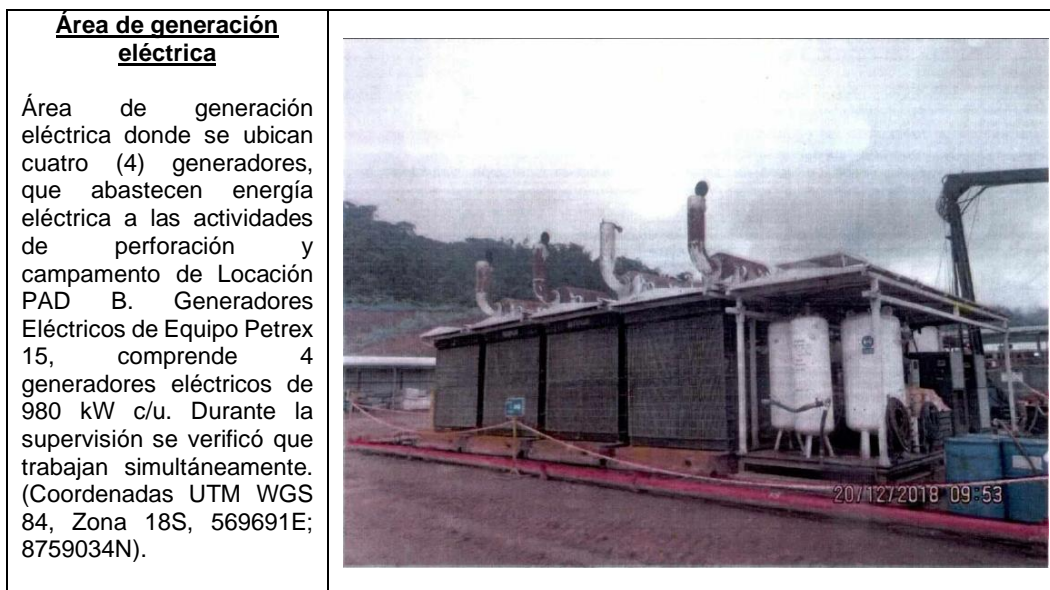 Área de generación
eléctrica
Área de generación
eléctrica donde se ubican
cuatro (4) generadores,
que abastecen energía
eléctrica a las actividades
de perforación y
campamento de Locación
PAD B. Generadores
Eléctricos de Equipo Petrex
15, comprende 4
generadores eléctricos de
980 kW c/u. Durante la
supervisión se verificó que
trabajan simultáneamente.
(Coordenadas UTM WGS
84, Zona 18S, 569691E;
8759034N).
20/12/2018 09:53